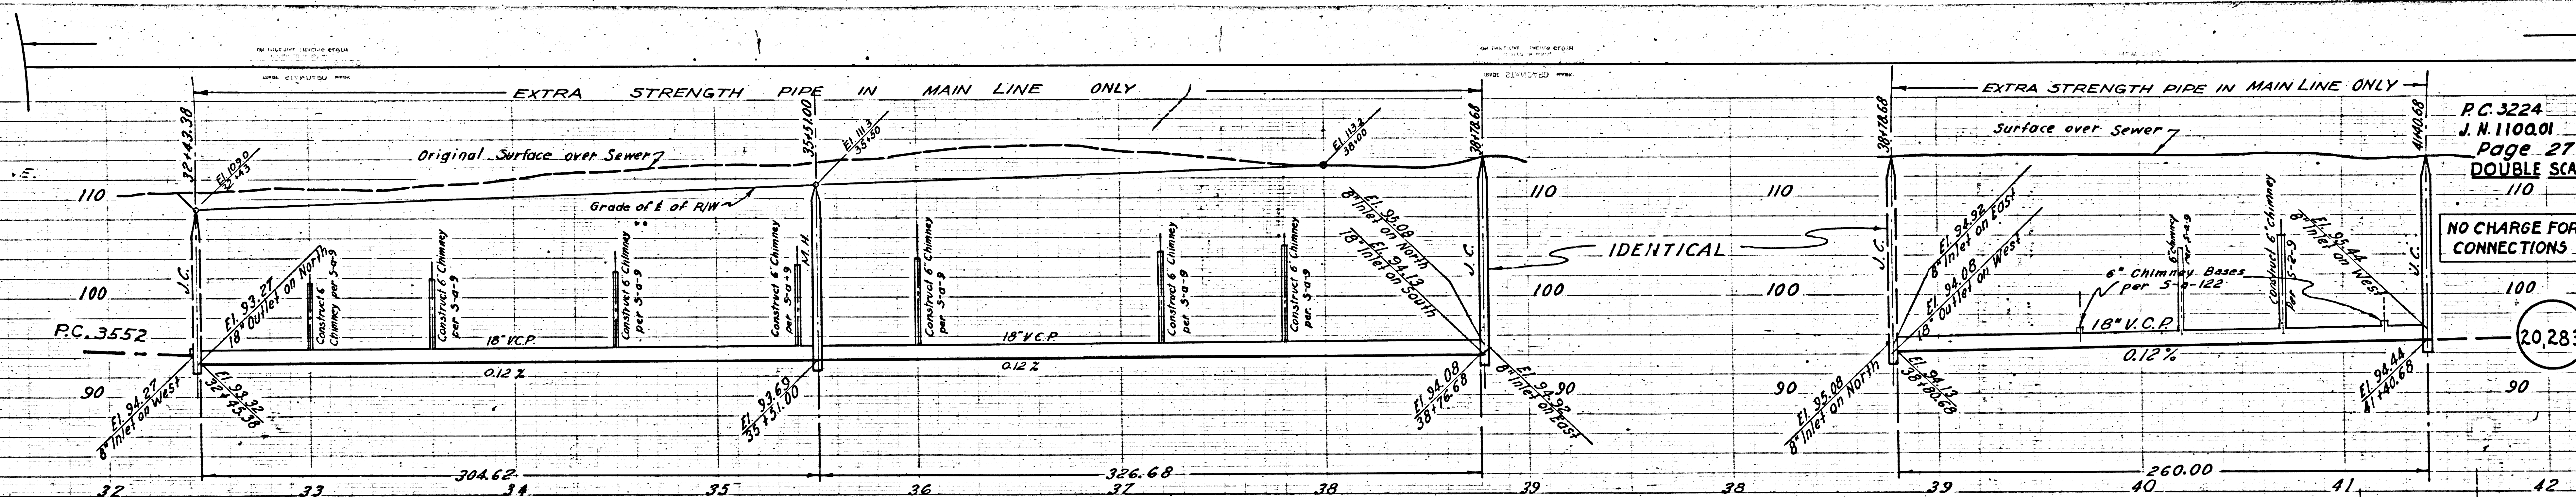 EXTRA STRENGTH PIPE IN MAIN LINE ONLY
EXTRA STRENGTH PIPE IN MAIN LINE ONLY
P.C. 3224
J. N. 1100.01
Page 27
DOUBLE SCA
110
NO CHARGE FOR
CONNECTIONS
100
20,283
90
32+43.38
El. 109.0
32+43
Original Surface over Sewer
35+51.00
El. 111.3
35+50
El. 113.2
38+00
38+78.68
38+78.68
Surface over Sewer
41+40.68
110
Grade of ⅊ of R/W
110
110
100
100
100
J.C.
El. 93.27
18" Outlet on North
Construct 6" Chimney per S-a-9
Construct 6" Chimney per S-a-9
Construct 6" Chimney per S-a-9
Construct 6" Chimney per S-a-9
M.H.
Construct 6" Chimney per S-a-9
Construct 6" Chimney per S-a-9
Construct 6" Chimney per S-a-9
El. 95.08
8" Inlet on North
El. 94.13
18" Inlet on South
J.C.
IDENTICAL
J.C.
El. 94.92
8" Inlet on East
El. 94.08
18" Outlet on West
6" Chimney Bases
per S-a-122
6" Chimney
per S-a-9
Construct 6" Chimney
Per S-2-9
El. 95.44
8" Inlet on West
J.C.
P.C. 3552
18" V.C.P.
18" V.C.P.
18" V.C.P.
0.12 %
0.12 %
0.12 %
90
El. 94.27
8" Inlet on West
El. 93.32
32+45.38
El. 93.69
35+51.00
El. 94.08
38+76.68
El. 94.92
8" Inlet on East
90
90
El. 95.08
8" Inlet on North
El. 94.13
38+80.68
El. 94.44
41+40.68
304.62
326.68
260.00
32 33 34 35 36 37 38 39 38 39 40 41 42